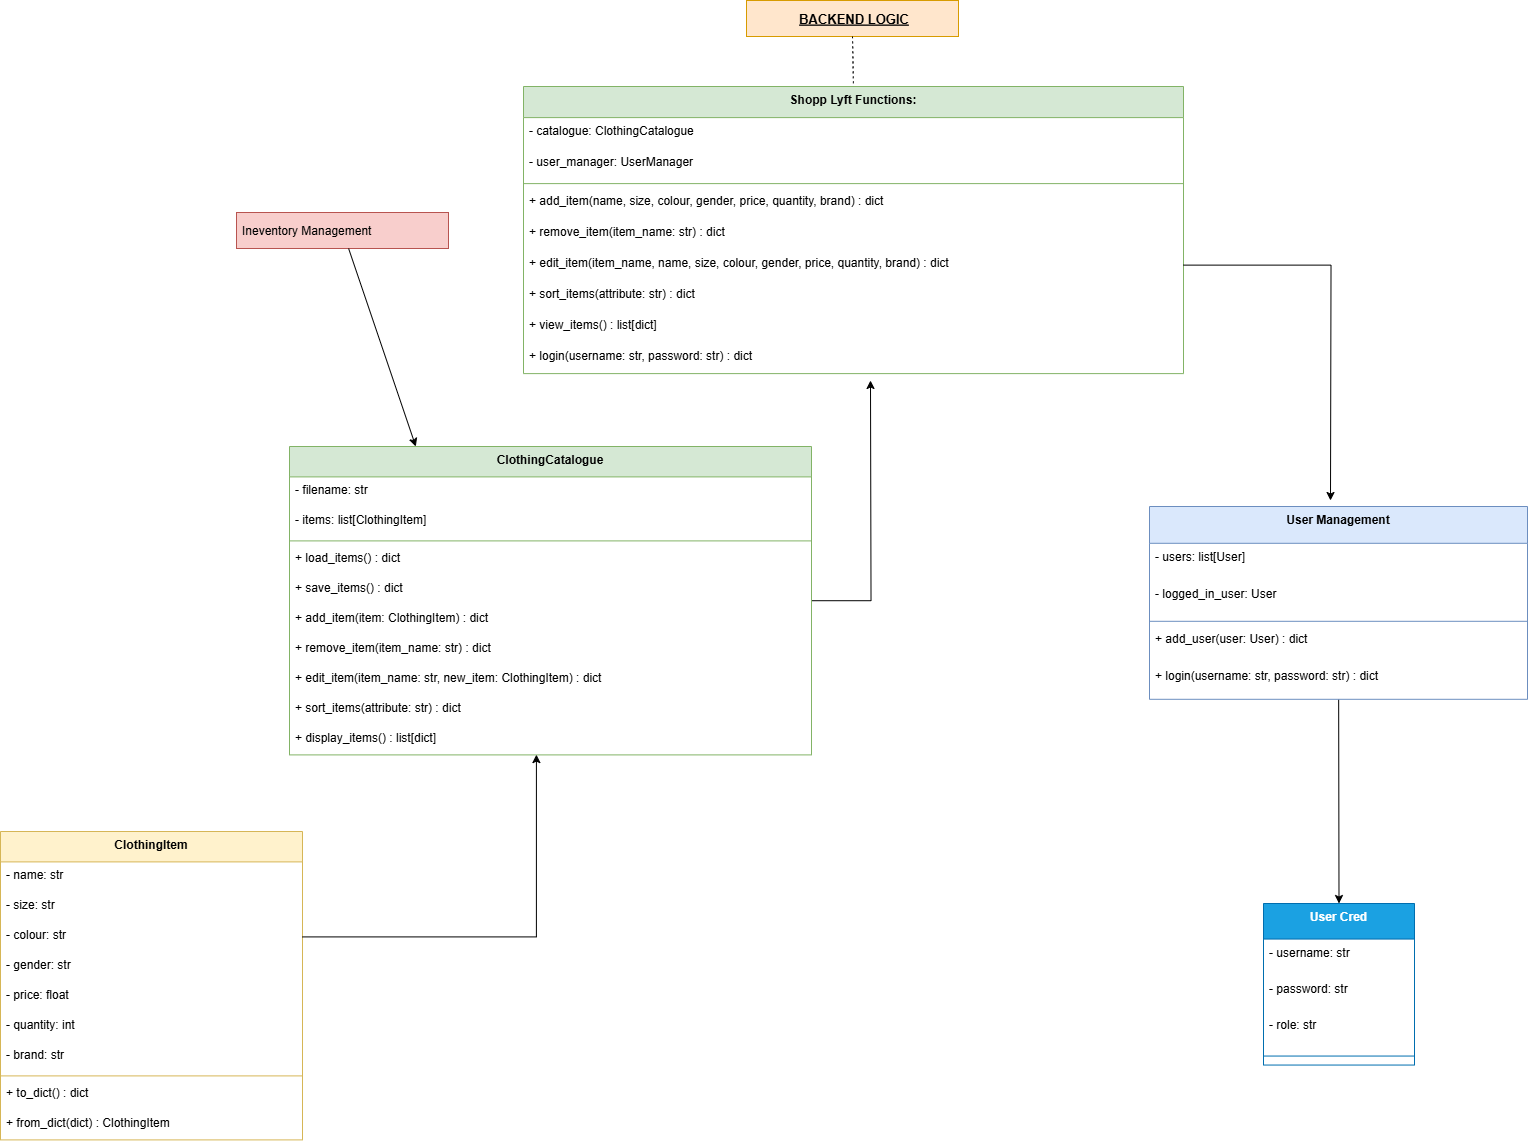 BACKEND LOGIC
Shopp Lyft Functions:
- catalogue: ClothingCatalogue
- user_manager: UserManager
+ add_item(name, size, colour, gender, price, quantity, brand) : dict
+ remove_item(item_name: str) : dict
+ edit_item(item_name, name, size, colour, gender, price, quantity, brand) : dict
+ sort_items(attribute: str) : dict
+ view_items() : list[dict]
+ login(username: str, password: str) : dict
Ineventory Management
ClothingCatalogue
- filename: str
- items: list[ClothingItem]
+ load_items() : dict
+ save_items() : dict
+ add_item(item: ClothingItem) : dict
+ remove_item(item_name: str) : dict
+ edit_item(item_name: str, new_item: ClothingItem) : dict
+ sort_items(attribute: str) : dict
+ display_items() : list[dict]
User Management
- users: list[User]
- logged_in_user: User
+ add_user(user: User) : dict
+ login(username: str, password: str) : dict
ClothingItem
- name: str
- size: str
- colour: str
- gender: str
- price: float
- quantity: int
- brand: str
+ to_dict() : dict
+ from_dict(dict) : ClothingItem
User Cred
- username: str
- password: str
- role: str